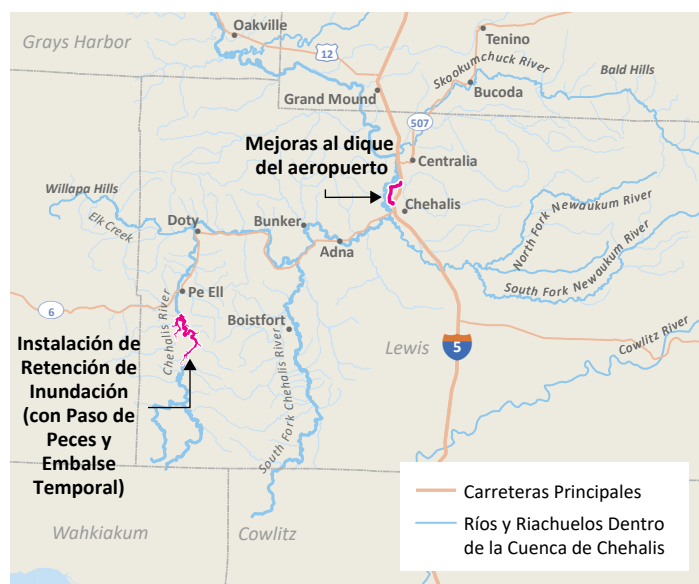 Oakville
Grays Harbor
12
Tenino
Skookumchuck River
Bald Hills
Bucoda
Grand Mound
507
Mejoras al dique
del aeropuerto
Centralia
Willapa Hills
Elk Creek
Doty
Bunker
Chehalis
Adna
North Fork Newaukum River
South Fork Newaukum River
Pe Ell
6
Chehalis River
Boistfort
Lewis
5
Cowlitz River
Instalación de
Retención de
Inundación
(con Paso de
Peces y
Embalse
Temporal)
South Fork Chehalis River
Wahkiakum
Cowlitz
Carreteras Principales
Ríos y Riachuelos Dentro
de la Cuenca de Chehalis